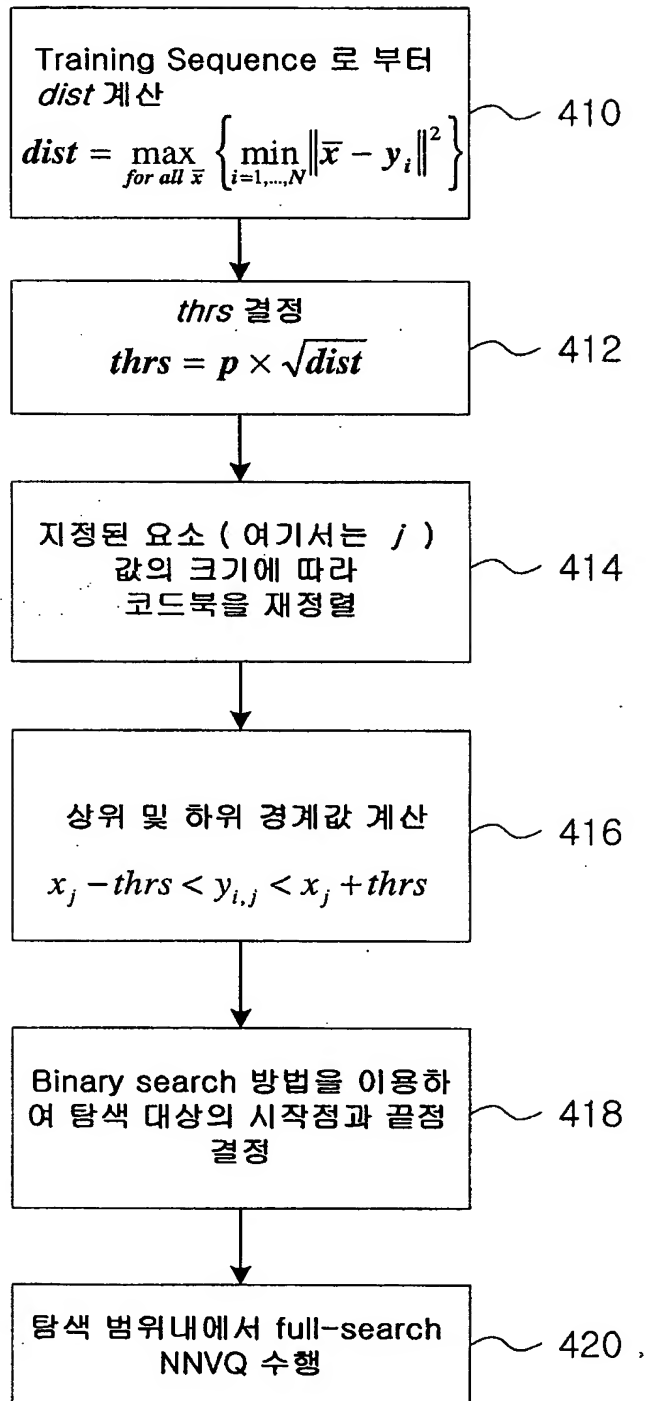 Training Sequence 로 부터
dist 계산
dist = max for all x̄ { min i=1,...,N ‖x̄ − y_i‖² }
410
thrs 결정
thrs = p × √dist
412
지정된 요소 ( 여기서는 j )
값의 크기에 따라
코드북을 재정렬
414
상위 및 하위 경계값 계산
x_j − thrs < y_{i,j} < x_j + thrs
416
Binary search 방법을 이용하
여 탐색 대상의 시작점과 끝점
결정
418
탐색 범위내에서 full-search
NNVQ 수행
420